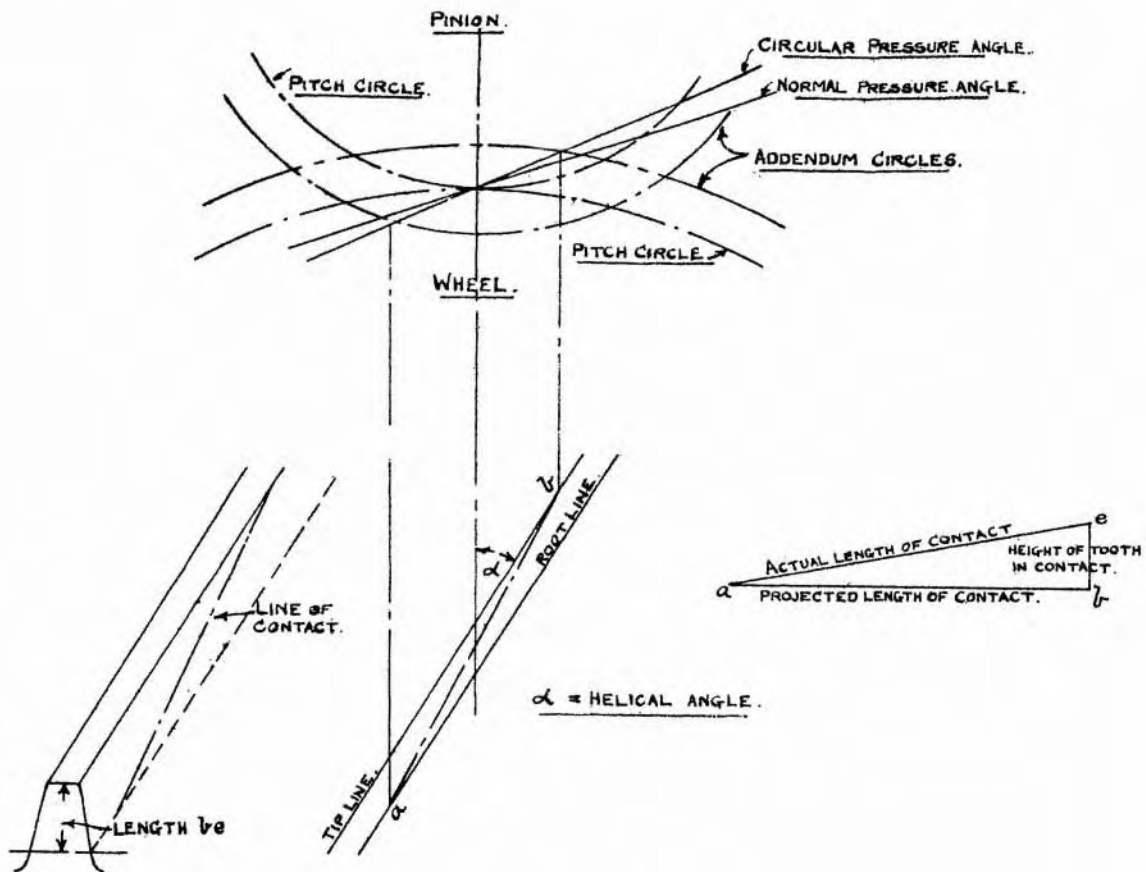 PINION.
CIRCULAR PRESSURE ANGLE.
PITCH CIRCLE.
NORMAL PRESSURE ANGLE.
ADDENDUM CIRCLES.
PITCH CIRCLE.
WHEEL.
b
ROOT LINE
α
e
ACTUAL LENGTH OF CONTACT
HEIGHT OF TOOTH
IN CONTACT.
a
PROJECTED LENGTH OF CONTACT.
b
LINE OF
CONTACT.
α = HELICAL ANGLE.
TIP LINE.
a
LENGTH be